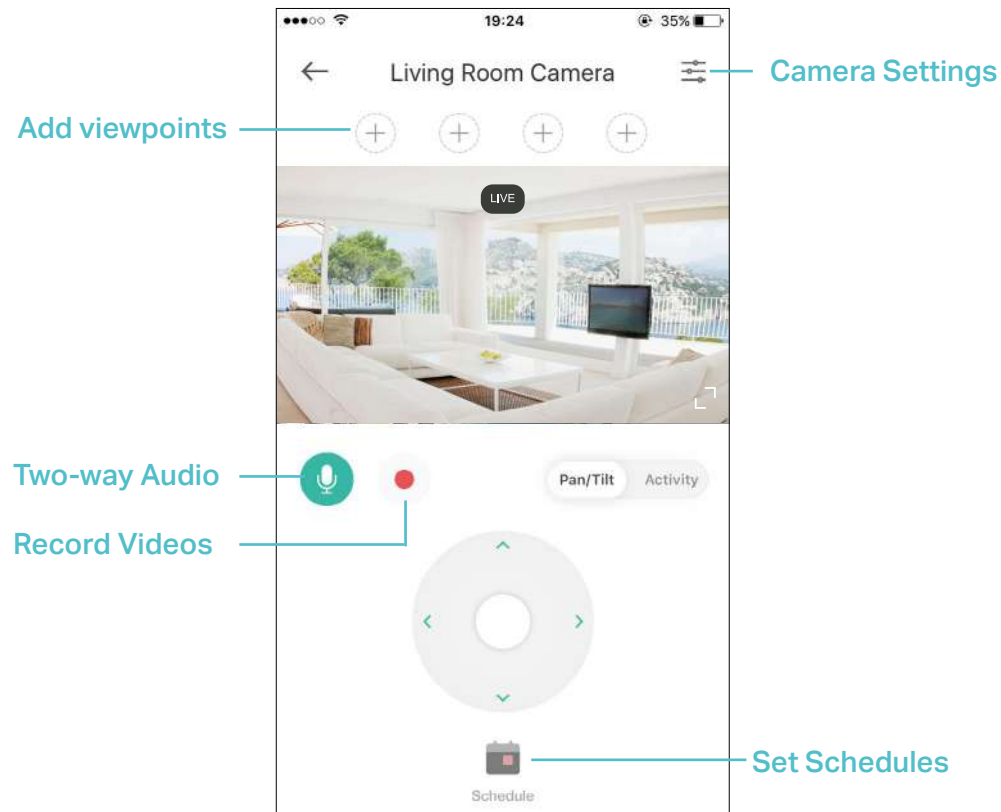 19:24
35%
Living Room Camera
Camera Settings
Add viewpoints
LIVE
Two-way Audio
Pan/Tilt
Activity
Record Videos
Set Schedules
Schedule